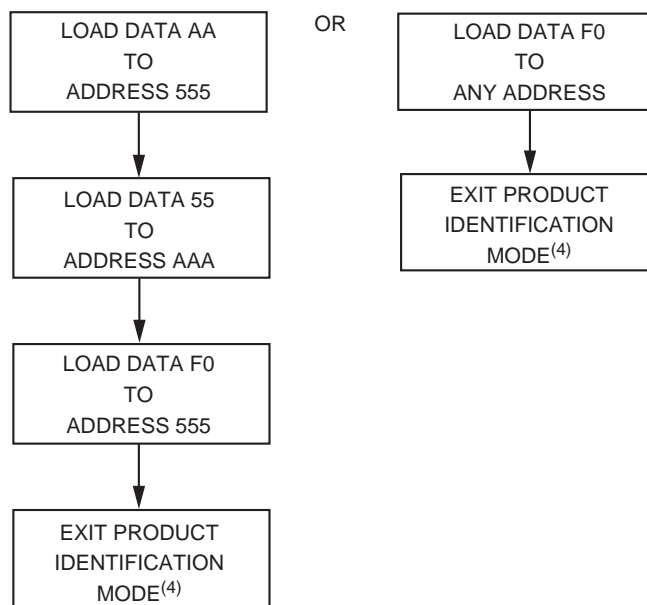 LOAD DATA AA
TO
ADDRESS 555
LOAD DATA 55
TO
ADDRESS AAA
LOAD DATA F0
TO
ADDRESS 555
EXIT PRODUCT
IDENTIFICATION
MODE(4)
OR
LOAD DATA F0
TO
ANY ADDRESS
EXIT PRODUCT
IDENTIFICATION
MODE(4)